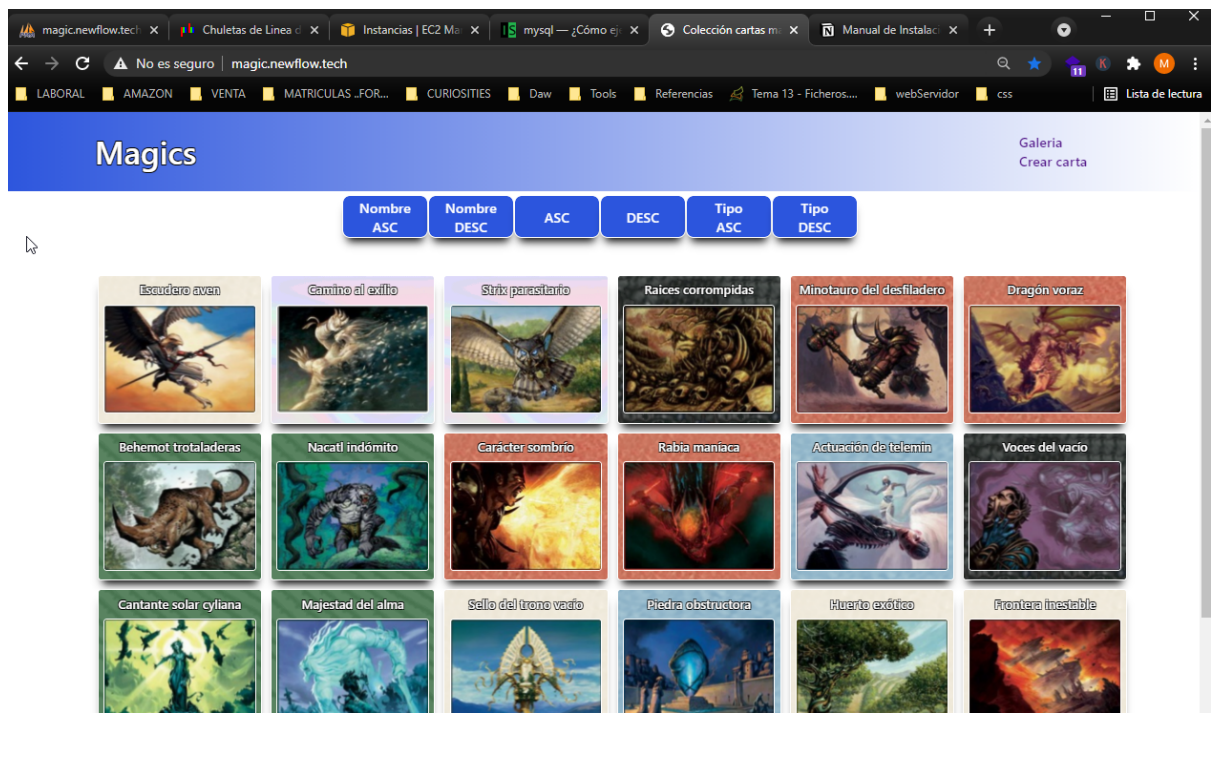 magic.newflow.tech
Chuletas de Linea d
Instancias | EC2 Ma
mysql — ¿Cómo ej
Colección cartas m
Manual de Instalac
No es seguro
magic.newflow.tech
11
K
M
LABORAL
AMAZON
VENTA
MATRICULAS ..FOR...
CURIOSITIES
Daw
Tools
Referencias
Tema 13 - Ficheros....
webServidor
css
Lista de lectura
Magics
Galeria
Crear carta
Nombre
ASC
Nombre
DESC
ASC
DESC
Tipo
ASC
Tipo
DESC
Escudero aven
Camino al exilio
Strix parasitario
Raices corrompidas
Minotauro del desfiladero
Dragón voraz
Behemot trotaladeras
Nacatl indómito
Carácter sombrío
Rabia maníaca
Actuación de telemin
Voces del vacío
Cantante solar cyliana
Majestad del alma
Sello del trono vacío
Piedra obstructora
Huerto exótico
Frontera inestable